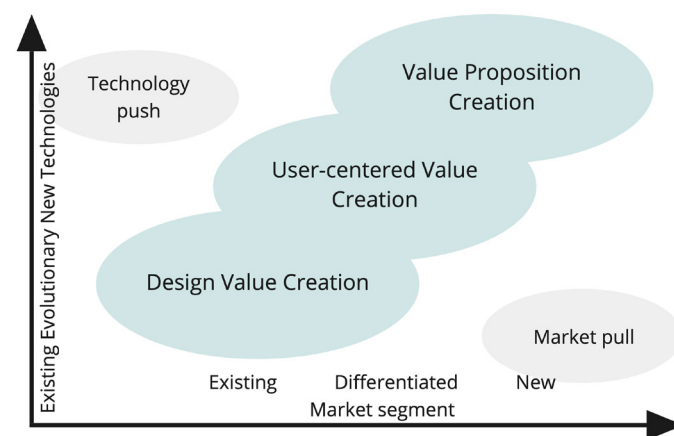 Technology
push
Value Proposition
Creation
User-centered Value
Creation
Design Value Creation
Market pull
Existing Evolutionary New Technologies
Existing Differentiated New
Market segment